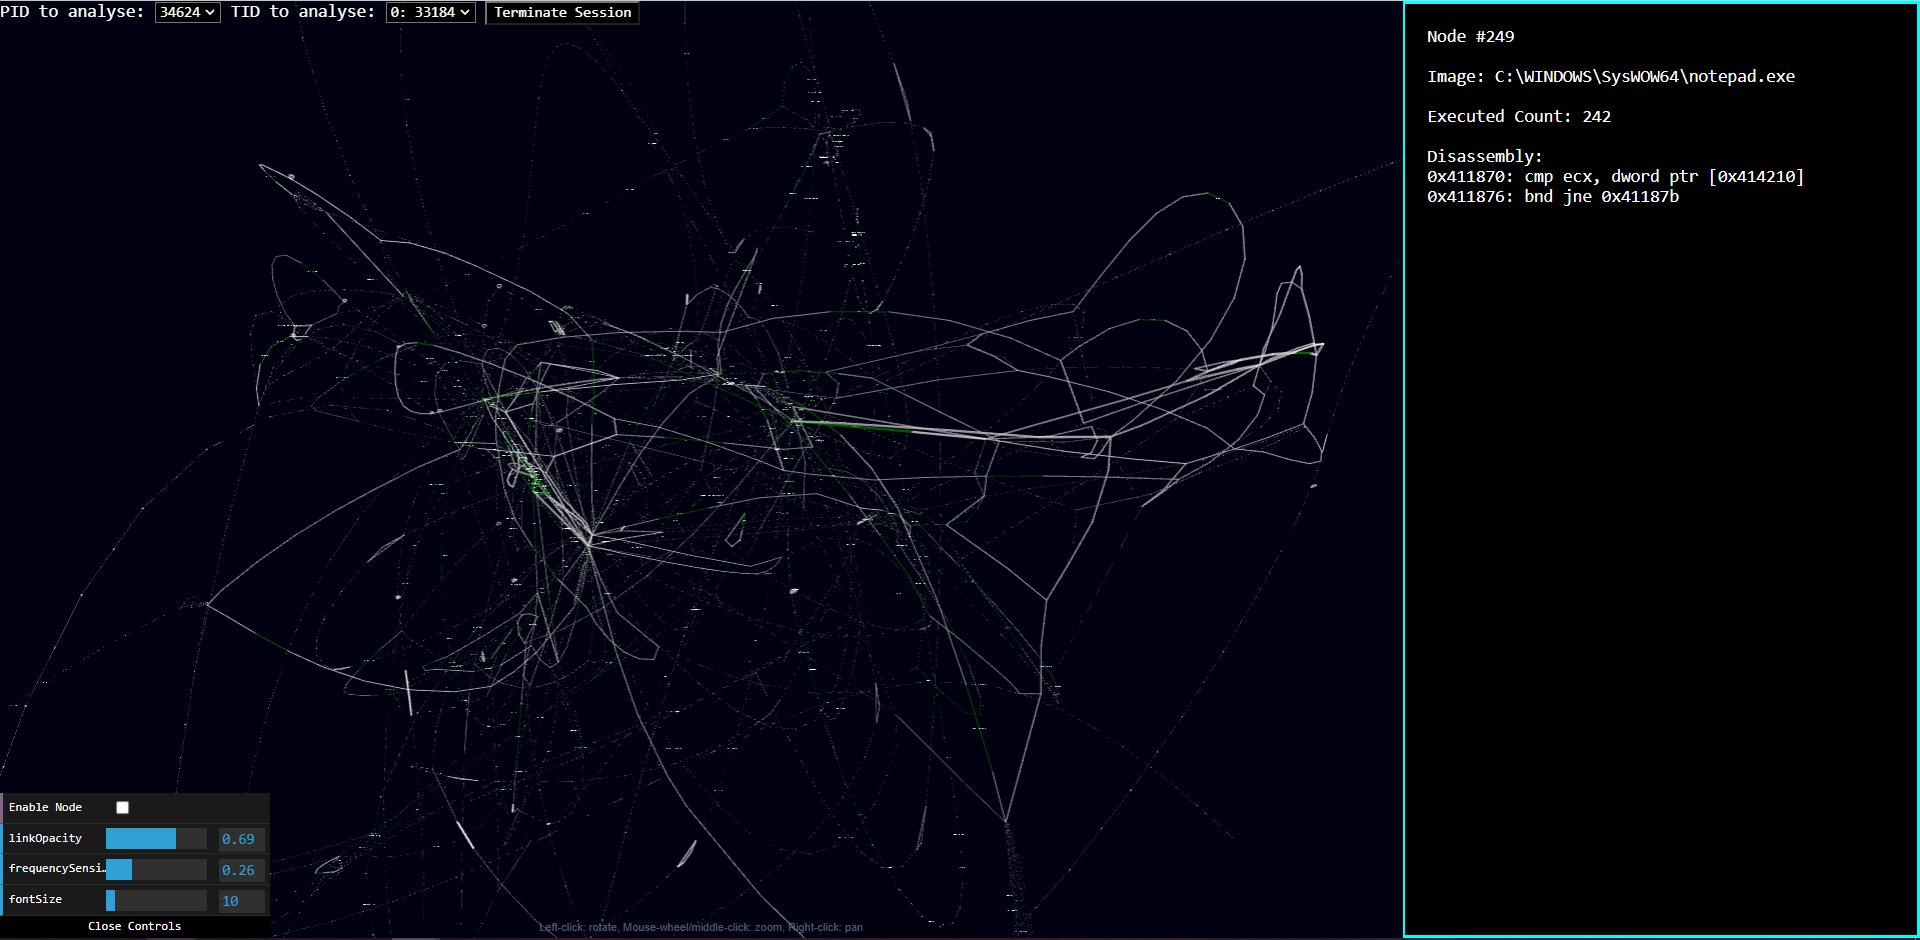 PID to analyse: 34624 TID to analyse: 0: 33184 Terminate Session
Node #249
Image: C:\WINDOWS\SysWOW64\notepad.exe
Executed Count: 242
Disassembly:
0x411870: cmp ecx, dword ptr [0x414210]
0x411876: bnd jne 0x41187b
Enable Node
linkOpacity 0.69
frequencySensi… 0.26
fontSize 10
Close Controls
Left-click: rotate, Mouse-wheel/middle-click: zoom, Right-click: pan